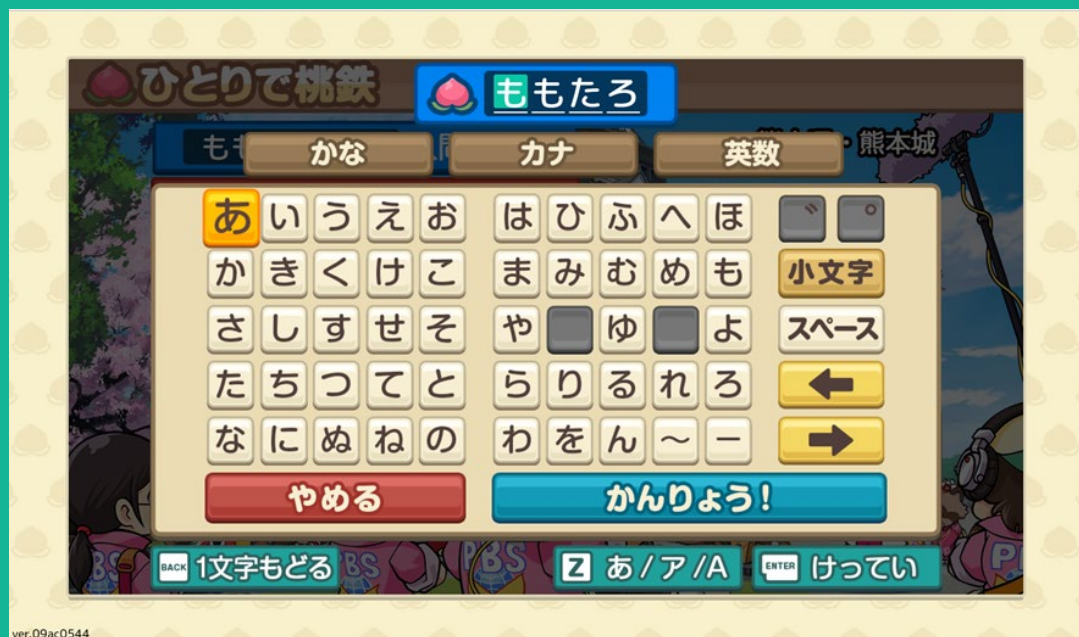 ひとりで桃鉄
ももたろ
熊本城
かな カナ 英数
あ い う え お は ひ ふ へ ほ ゛ ゜
か き く け こ ま み む め も 小文字
さ し す せ そ や ゆ よ スペース
た ち つ て と ら り る れ ろ ←
な に ぬ ね の わ を ん ～ ー →
やめる かんりょう!
BACK 1文字もどる Z あ/ア/A ENTER けってい
PBS
ver.09ac0544